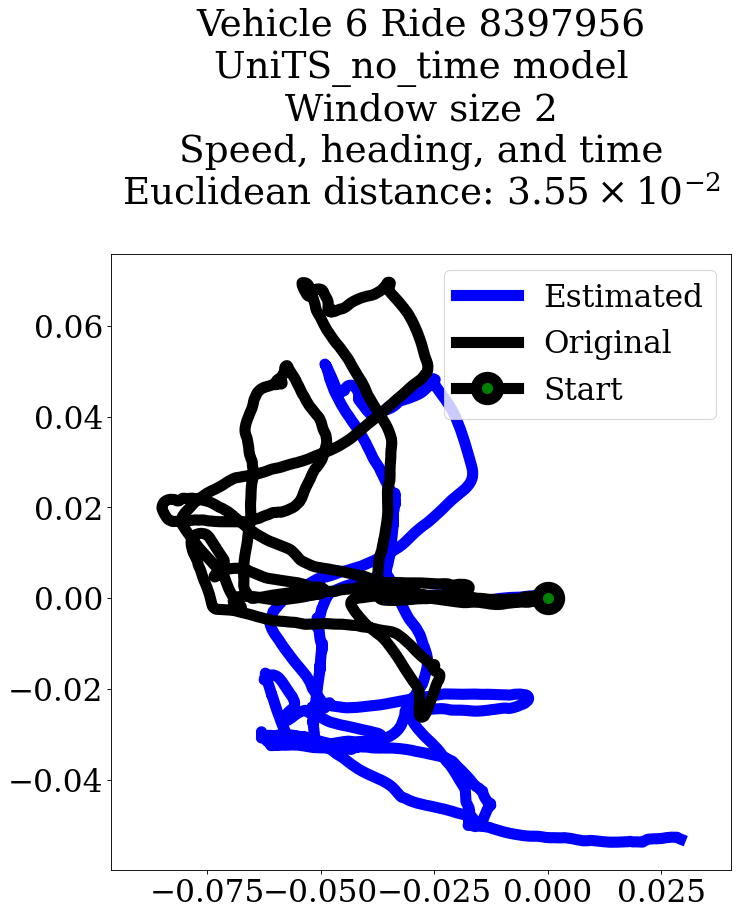 Vehicle 6 Ride 8397956
UniTS_no_time model
Window size 2
Speed, heading, and time
Euclidean distance: 3.55 × 10⁻²
Estimated
Original
Start
0.06
0.04
0.02
0.00
−0.02
−0.04
−0.075 −0.050 −0.025 0.000 0.025